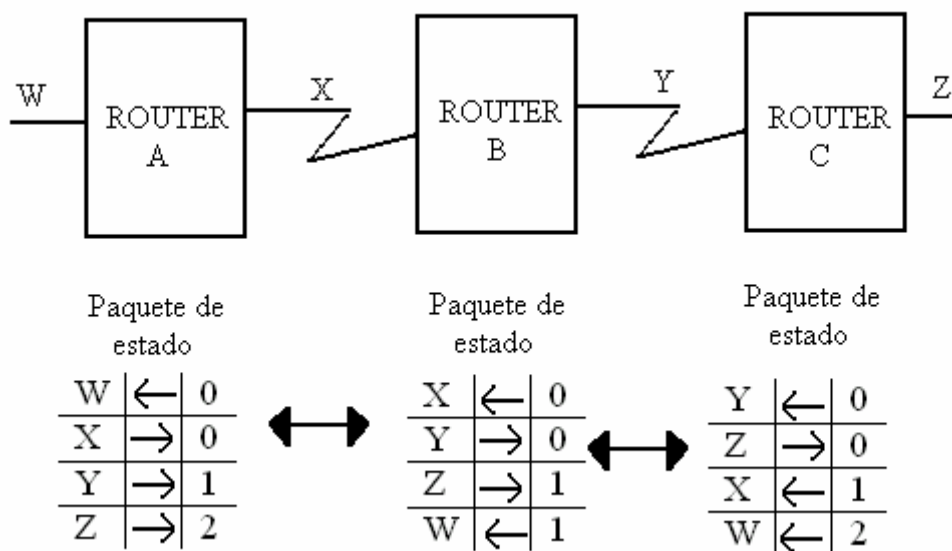 W
ROUTER
A
X
ROUTER
B
Y
ROUTER
C
Z
Paquete de
estado
W ← 0
X → 0
Y → 1
Z → 2
Paquete de
estado
X ← 0
Y → 0
Z → 1
W ← 1
Paquete de
estado
Y ← 0
Z → 0
X ← 1
W ← 2